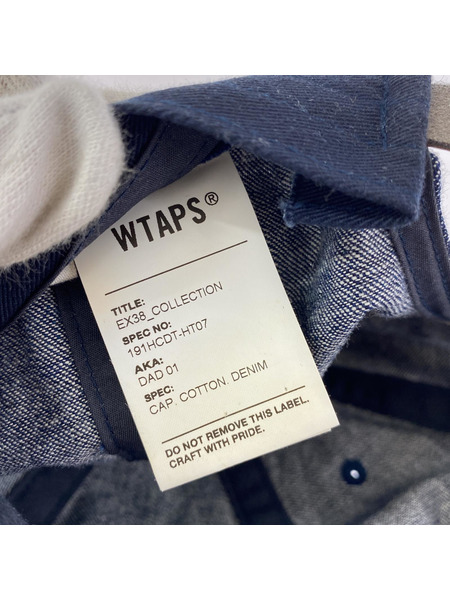 WTAPS®
TITLE:
EX38_COLLECTION
SPEC NO:
191HCDT-HT07
AKA:
DAD 01
SPEC:
CAP. COTTON. DENIM
DO NOT REMOVE THIS LABEL.
CRAFT WITH PRIDE.